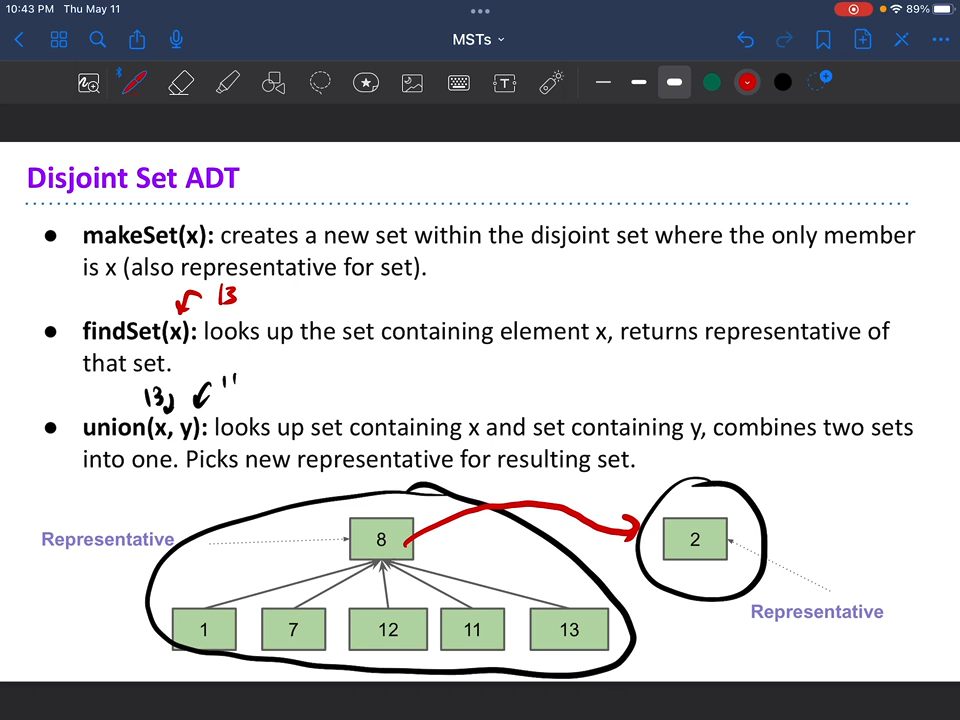 10:43 PM Thu May 11
89%
MSTs
Disjoint Set ADT
● makeSet(x): creates a new set within the disjoint set where the only member
is x (also representative for set).
13
● findSet(x): looks up the set containing element x, returns representative of
that set.
13, 11
● union(x, y): looks up set containing x and set containing y, combines two sets
into one. Picks new representative for resulting set.
Representative 8 2
Representative
1 7 12 11 13